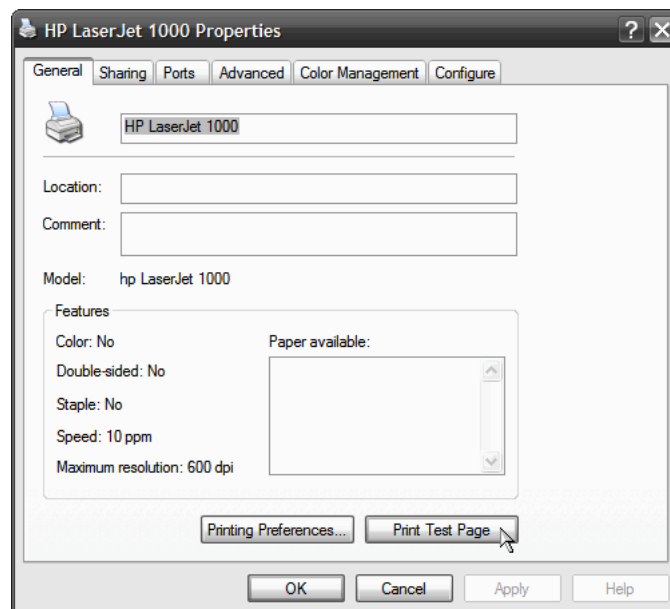 HP LaserJet 1000 Properties
?
X
General Sharing Ports Advanced Color Management Configure
HP LaserJet 1000
Location:
Comment:
Model: hp LaserJet 1000
Features
Color: No
Paper available:
Double-sided: No
Staple: No
Speed: 10 ppm
Maximum resolution: 600 dpi
Printing Preferences... Print Test Page
OK Cancel Apply Help